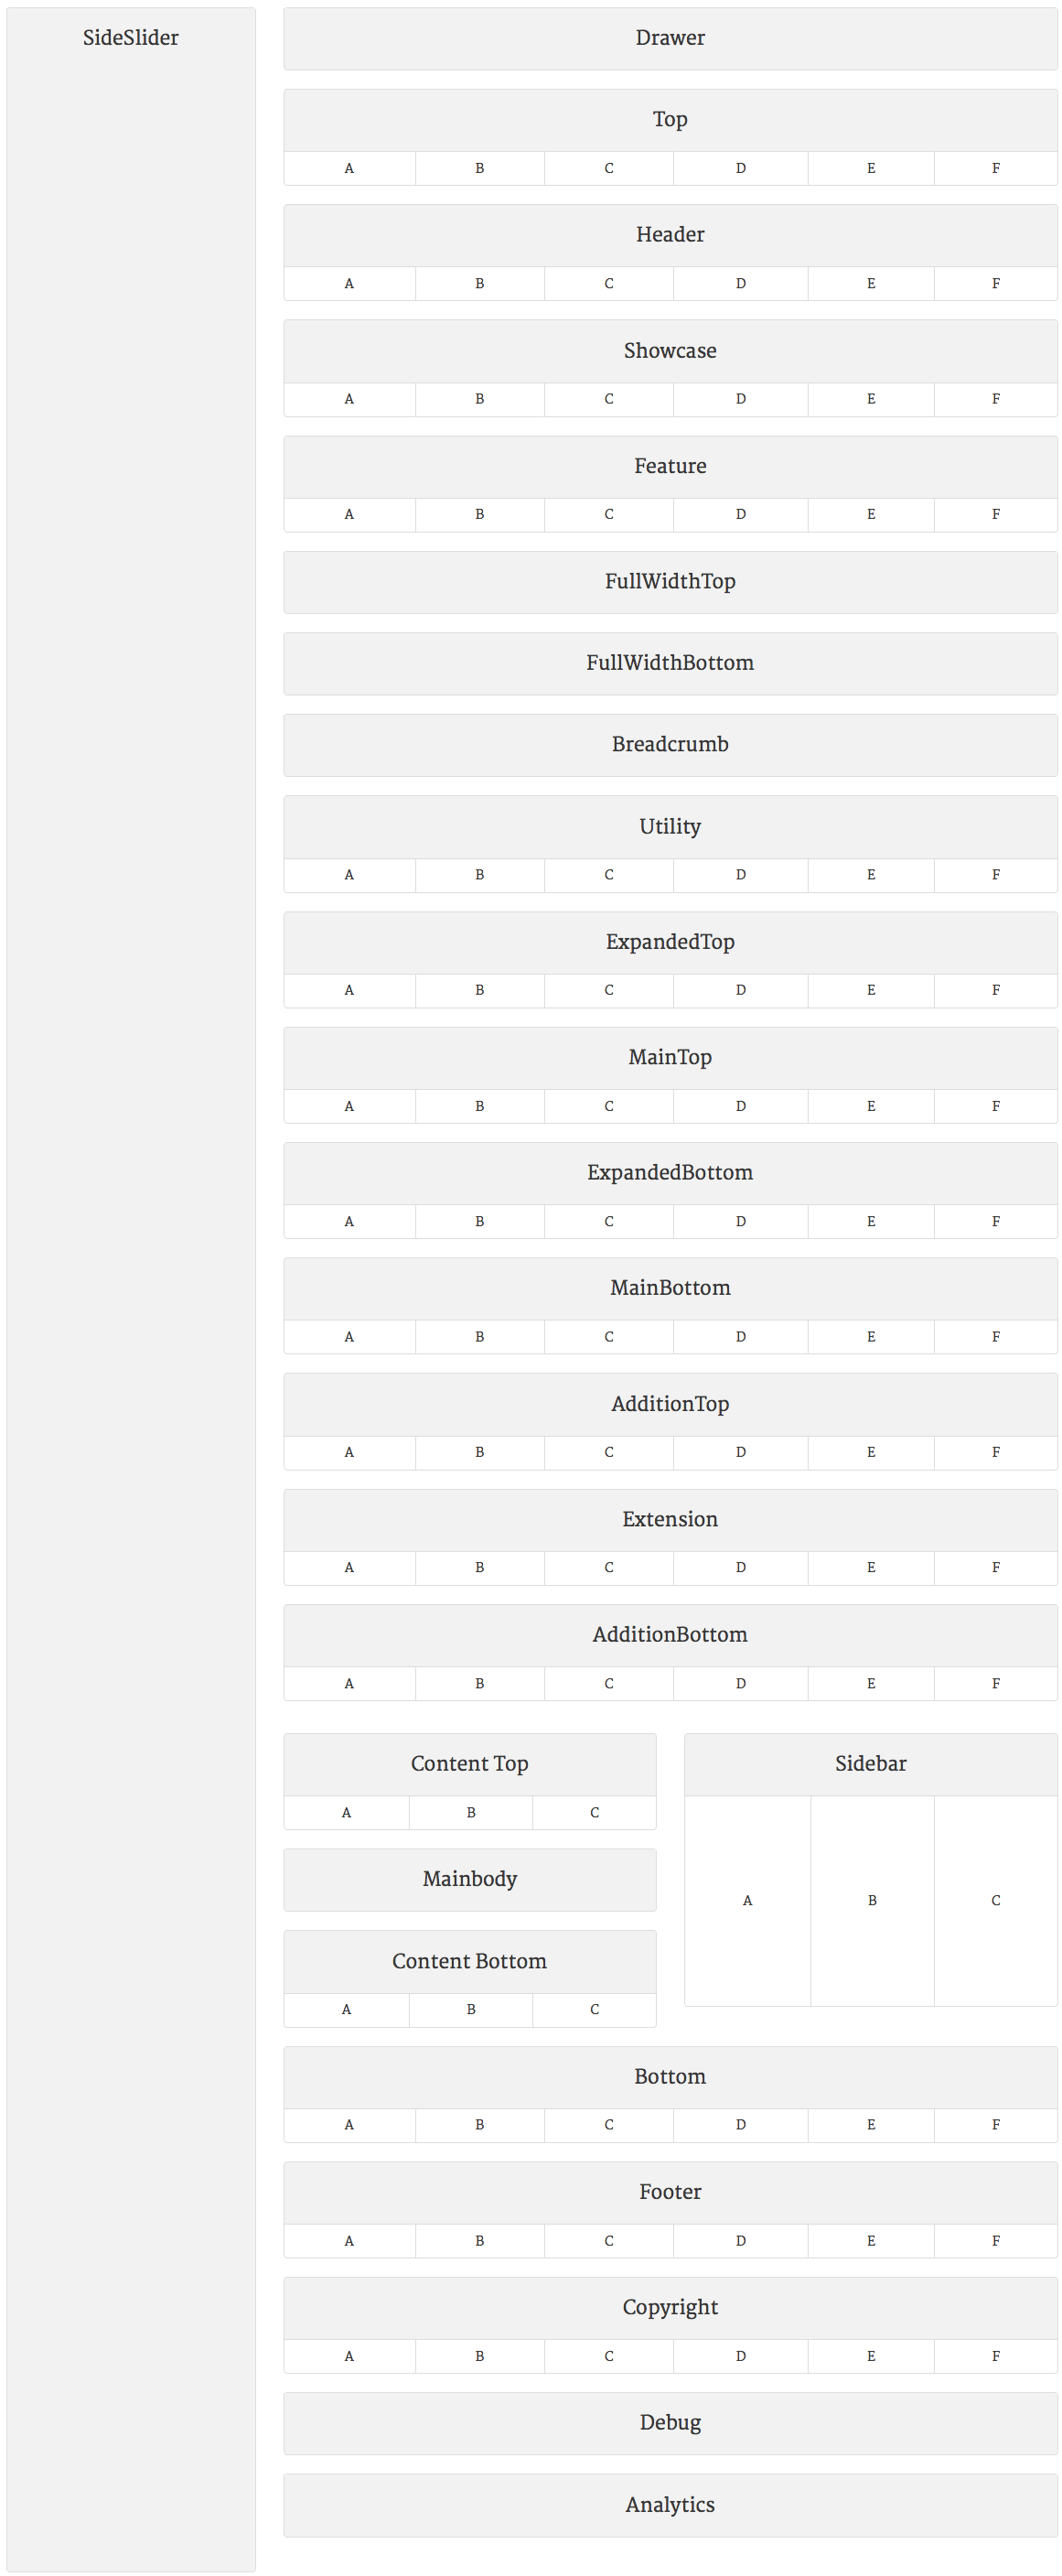 SideSlider
Drawer
Top
A B C D E F
Header
A B C D E F
Showcase
A B C D E F
Feature
A B C D E F
FullWidthTop
FullWidthBottom
Breadcrumb
Utility
A B C D E F
ExpandedTop
A B C D E F
MainTop
A B C D E F
ExpandedBottom
A B C D E F
MainBottom
A B C D E F
AdditionTop
A B C D E F
Extension
A B C D E F
AdditionBottom
A B C D E F
Content Top
A B C
Mainbody
Content Bottom
A B C
Sidebar
A B C
Bottom
A B C D E F
Footer
A B C D E F
Copyright
A B C D E F
Debug
Analytics